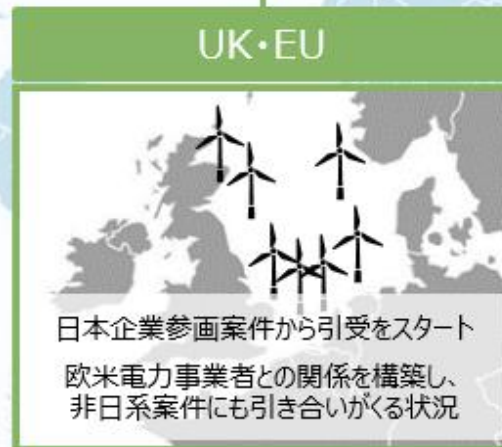 UK・EU
日本企業参画案件から引受をスタート
欧米電力事業者との関係を構築し、
非日系案件にも引き合いがくる状況